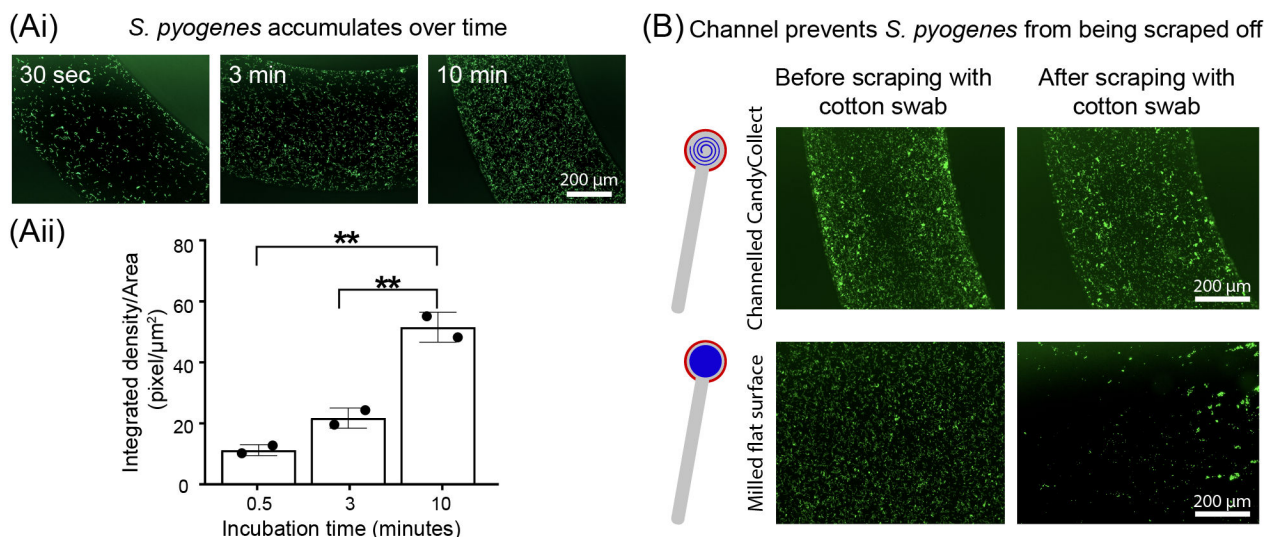 (Ai)
S. pyogenes accumulates over time
30 sec
3 min
10 min
200 µm
(Aii)
Integrated density/Area
(pixel/µm²)
80
60
40
20
0
**
**
0.5
3
10
Incubation time (minutes)
(B)
Channel prevents S. pyogenes from being scraped off
Before scraping with
cotton swab
After scraping with
cotton swab
Channelled CandyCollect
200 µm
Milled flat surface
200 µm